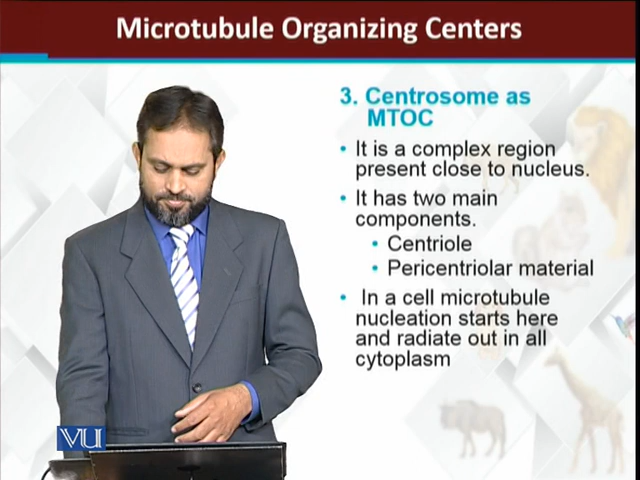 Microtubule Organizing Centers
3. Centrosome as
MTOC
• It is a complex region
present close to nucleus.
• It has two main
components.
• Centriole
• Pericentriolar material
• In a cell microtubule
nucleation starts here
and radiate out in all
cytoplasm
VU